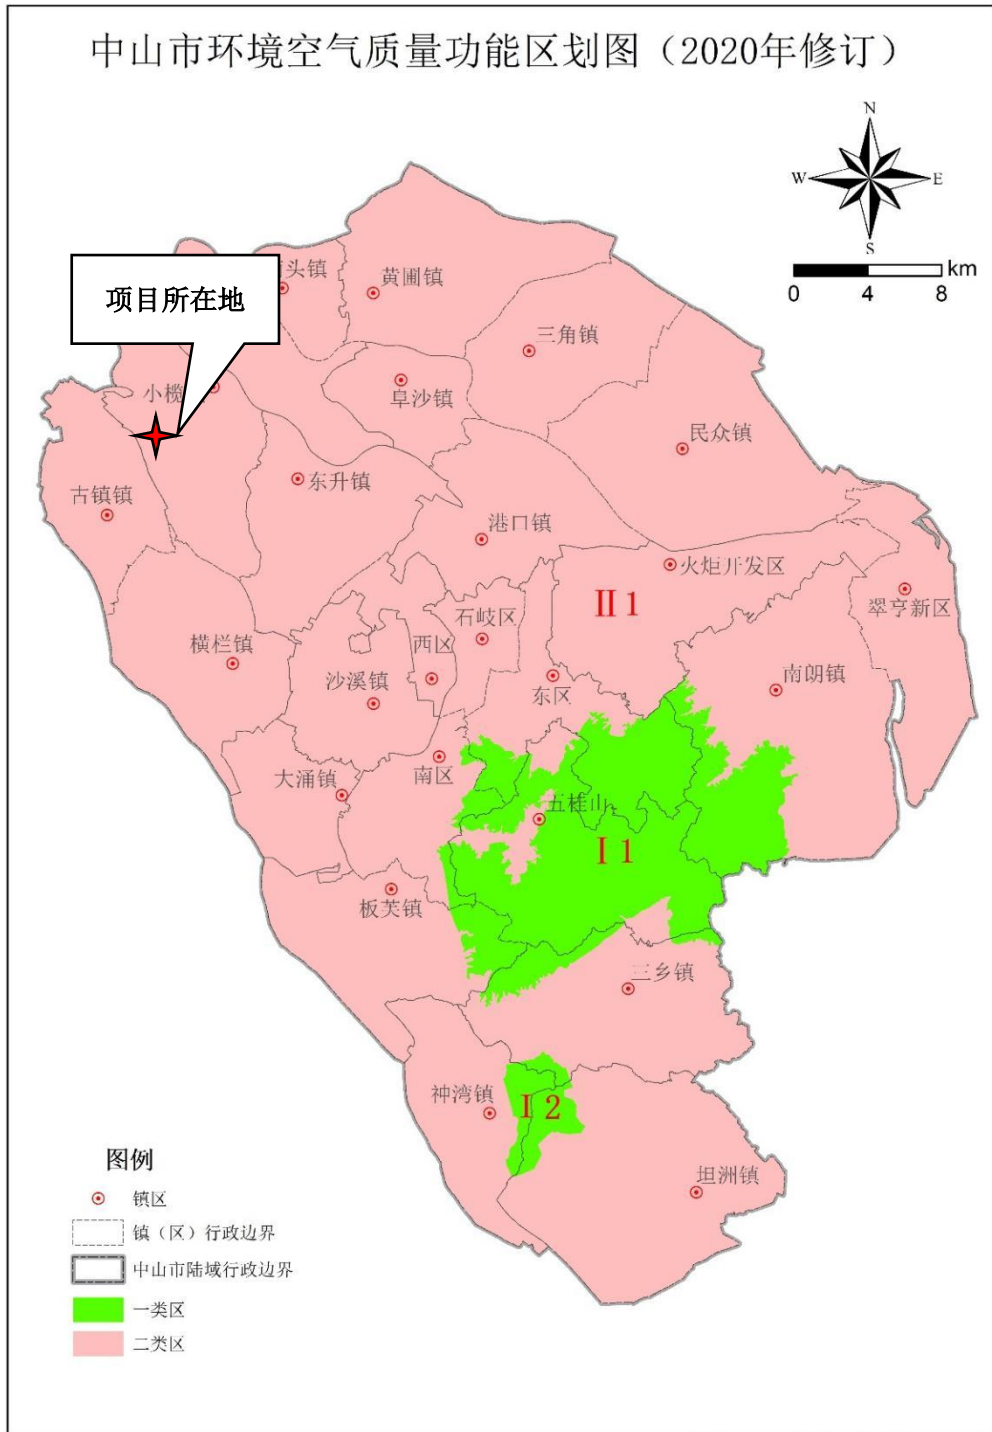 中山市环境空气质量功能区划图（2020年修订）
N
W
E
S
km
0 4 8
项目所在地
头镇
黄圃镇
三角镇
小榄
阜沙镇
民众镇
古镇镇
东升镇
港口镇
火炬开发区
翠亨新区
Ⅱ1
石岐区
西区
横栏镇
沙溪镇
东区
南朗镇
南区
大涌镇
五桂山
Ⅰ1
板芙镇
三乡镇
神湾镇
Ⅰ2
坦洲镇
图例
镇区
镇（区）行政边界
中山市陆域行政边界
一类区
二类区